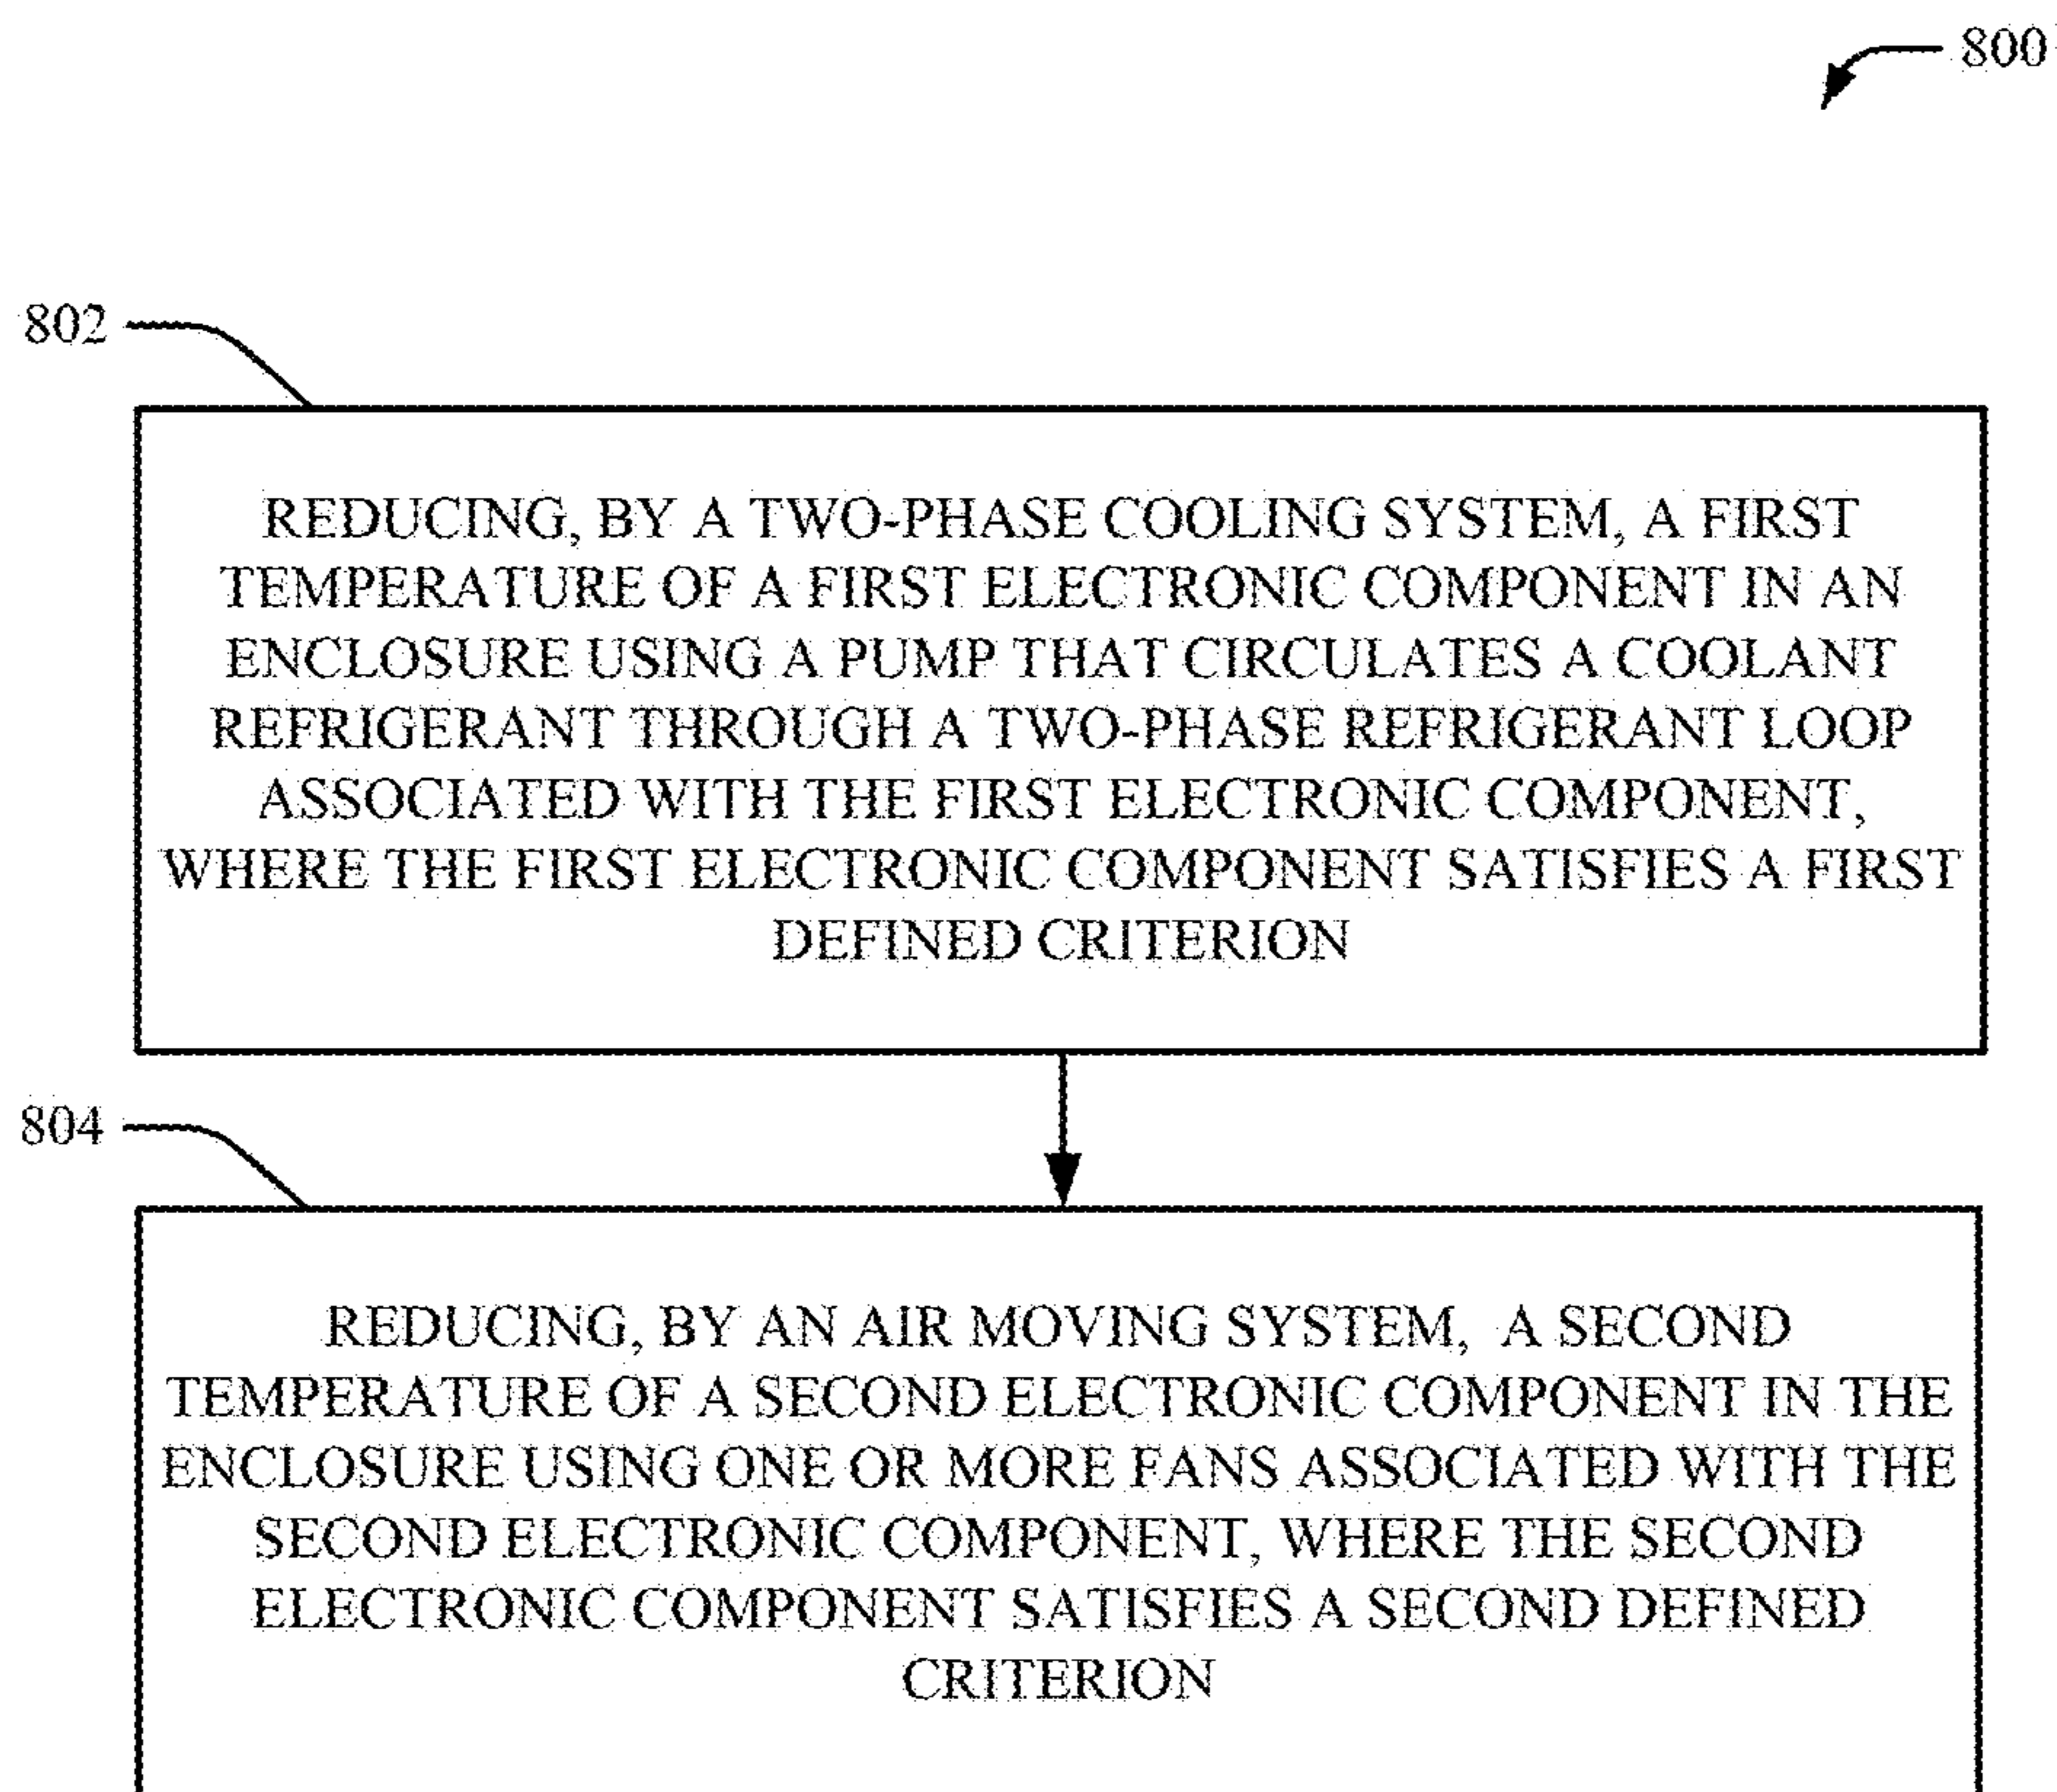 800
802
REDUCING, BY A TWO-PHASE COOLING SYSTEM, A FIRST
TEMPERATURE OF A FIRST ELECTRONIC COMPONENT IN AN
ENCLOSURE USING A PUMP THAT CIRCULATES A COOLANT
REFRIGERANT THROUGH A TWO-PHASE REFRIGERANT LOOP
ASSOCIATED WITH THE FIRST ELECTRONIC COMPONENT,
WHERE THE FIRST ELECTRONIC COMPONENT SATISFIES A FIRST
DEFINED CRITERION
804
REDUCING, BY AN AIR MOVING SYSTEM, A SECOND
TEMPERATURE OF A SECOND ELECTRONIC COMPONENT IN THE
ENCLOSURE USING ONE OR MORE FANS ASSOCIATED WITH THE
SECOND ELECTRONIC COMPONENT, WHERE THE SECOND
ELECTRONIC COMPONENT SATISFIES A SECOND DEFINED
CRITERION